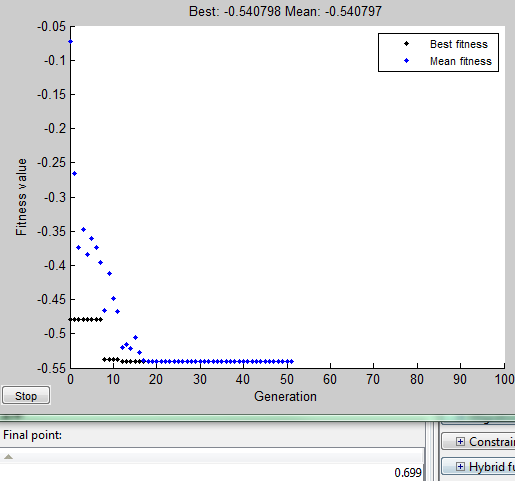 Best: -0.540798 Mean: -0.540797
-0.05
-0.1
-0.15
-0.2
-0.25
-0.3
-0.35
-0.4
-0.45
-0.5
-0.55
Fitness value
Best fitness
Mean fitness
0 10 20 30 40 50 60 70 80 90 100
Generation
Stop
Final point:
0.699
Constrain
Hybrid fu